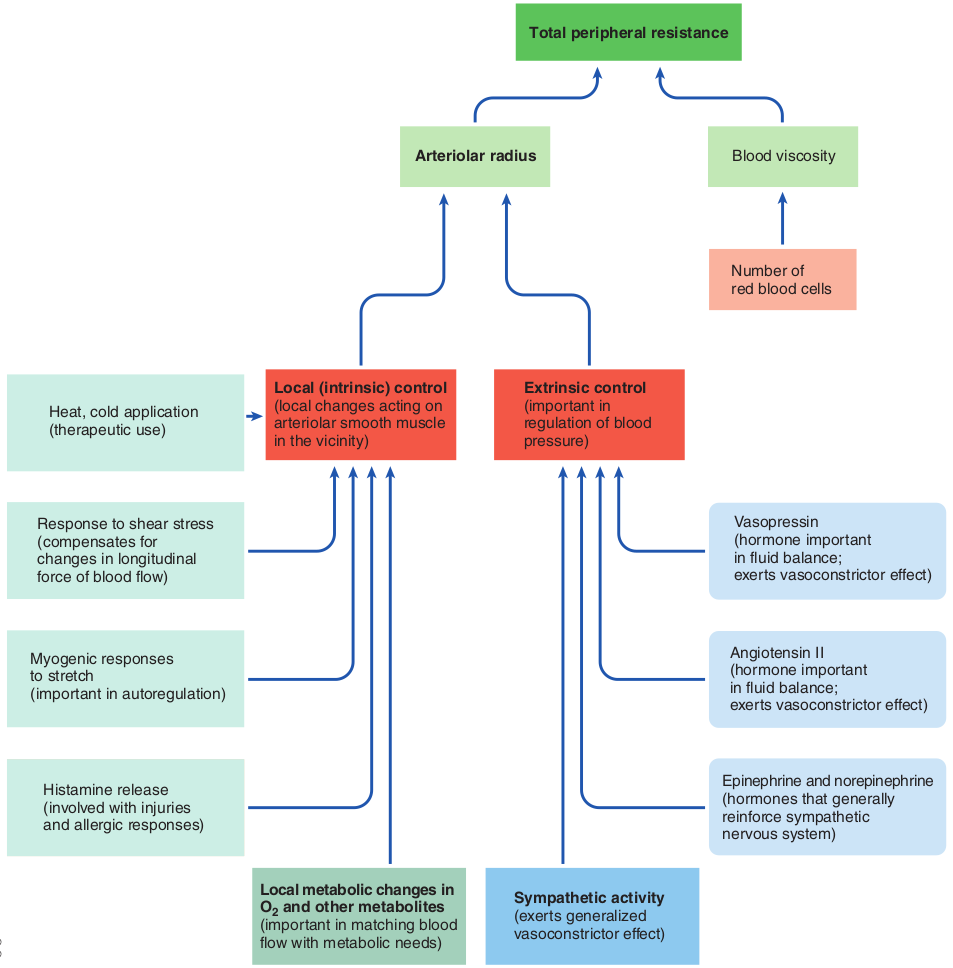 Total peripheral resistance
Arteriolar radius
Blood viscosity
Number of
red blood cells
Heat, cold application
(therapeutic use)
Local (intrinsic) control
(local changes acting on
arteriolar smooth muscle
in the vicinity)
Extrinsic control
(important in
regulation of blood
pressure)
Response to shear stress
(compensates for
changes in longitudinal
force of blood flow)
Vasopressin
(hormone important
in fluid balance;
exerts vasoconstrictor effect)
Myogenic responses
to stretch
(important in autoregulation)
Angiotensin II
(hormone important
in fluid balance;
exerts vasoconstrictor effect)
Histamine release
(involved with injuries
and allergic responses)
Epinephrine and norepinephrine
(hormones that generally
reinforce sympathetic
nervous system)
Local metabolic changes in
O₂ and other metabolites
(important in matching blood
flow with metabolic needs)
Sympathetic activity
(exerts generalized
vasoconstrictor effect)